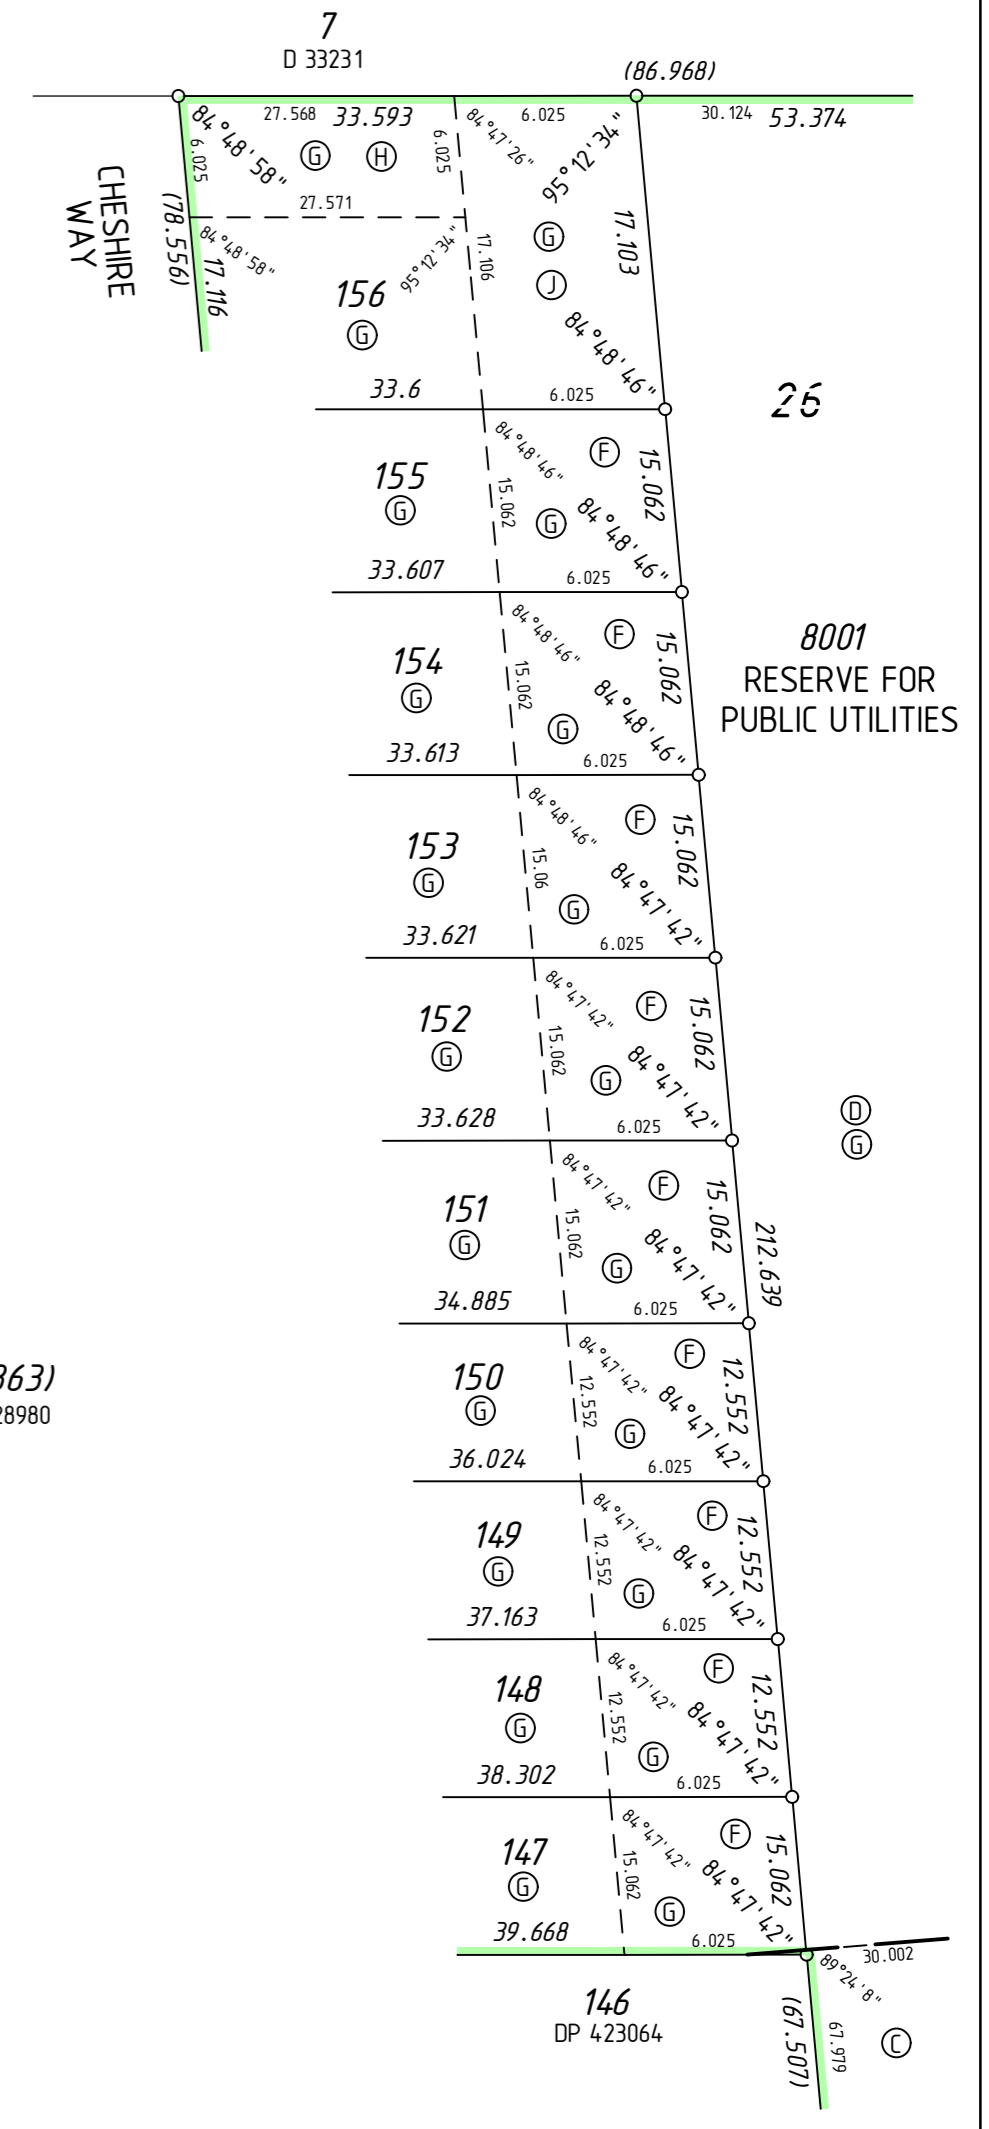 7
D 33231
(86.968)
27.568
33.593
6.025
30.124
53.374
84°48'58"
6.025
G
H
6.025
84°47'26"
95°12'34"
CHESHIRE
WAY
(78.556)
27.571
84°48'58"
17.116
95°12'34"
17.106
17.103
G
J
156
G
84°48'46"
33.6
6.025
26
84°48'46"
F
15.062
155
G
15.062
G
84°48'46"
33.607
6.025
84°48'46"
F
15.062
8001
RESERVE FOR
PUBLIC UTILITIES
154
G
15.062
G
84°48'46"
33.613
6.025
84°48'46"
F
15.062
153
G
15.06
G
84°47'42"
33.621
6.025
84°47'42"
F
15.062
152
G
15.062
G
84°47'42"
33.628
6.025
D
G
84°47'42"
F
15.062
151
G
15.062
G
84°47'42"
212.639
34.885
6.025
84°47'42"
F
12.552
363)
28980
150
G
12.552
G
84°47'42"
36.024
6.025
84°47'42"
F
12.552
149
G
12.552
G
84°47'42"
37.163
6.025
84°47'42"
F
12.552
148
G
12.552
G
84°47'42"
38.302
6.025
84°47'42"
F
15.062
147
G
15.062
G
84°47'42"
39.668
6.025
30.002
89°24'8"
146
DP 423064
(67.507)
67.979
C